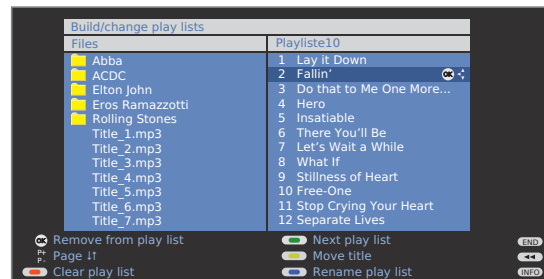 Build/change play lists
Files
Playliste10
Abba
ACDC
Elton John
Eros Ramazzotti
Rolling Stones
Title_1.mp3
Title_2.mp3
Title_3.mp3
Title_4.mp3
Title_5.mp3
Title_6.mp3
Title_7.mp3
1 Lay it Down
2 Fallin’ OK
3 Do that to Me One More...
4 Hero
5 Insatiable
6 There You’ll Be
7 Let’s Wait a While
8 What If
9 Stillness of Heart
10 Free-One
11 Stop Crying Your Heart
12 Separate Lives
OK Remove from play list
P+ P- Page ↓↑
Clear play list
Next play list
Move title
Rename play list
END
INFO